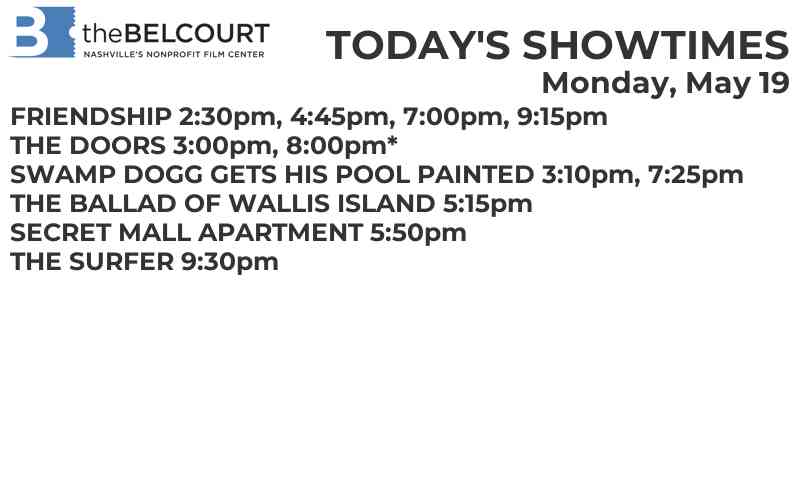 B theBELCOURT
NASHVILLE'S NONPROFIT FILM CENTER
TODAY'S SHOWTIMES
Monday, May 19
FRIENDSHIP 2:30pm, 4:45pm, 7:00pm, 9:15pm
THE DOORS 3:00pm, 8:00pm*
SWAMP DOGG GETS HIS POOL PAINTED 3:10pm, 7:25pm
THE BALLAD OF WALLIS ISLAND 5:15pm
SECRET MALL APARTMENT 5:50pm
THE SURFER 9:30pm